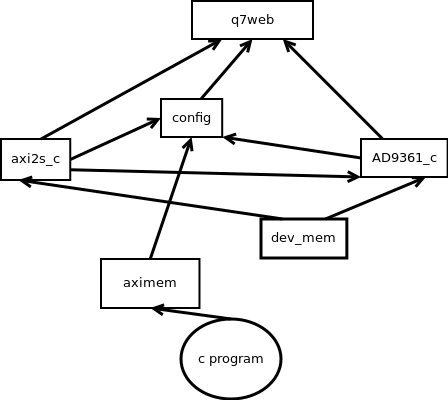 q7web
config
axi2s_c
AD9361_c
dev_mem
aximem
c program